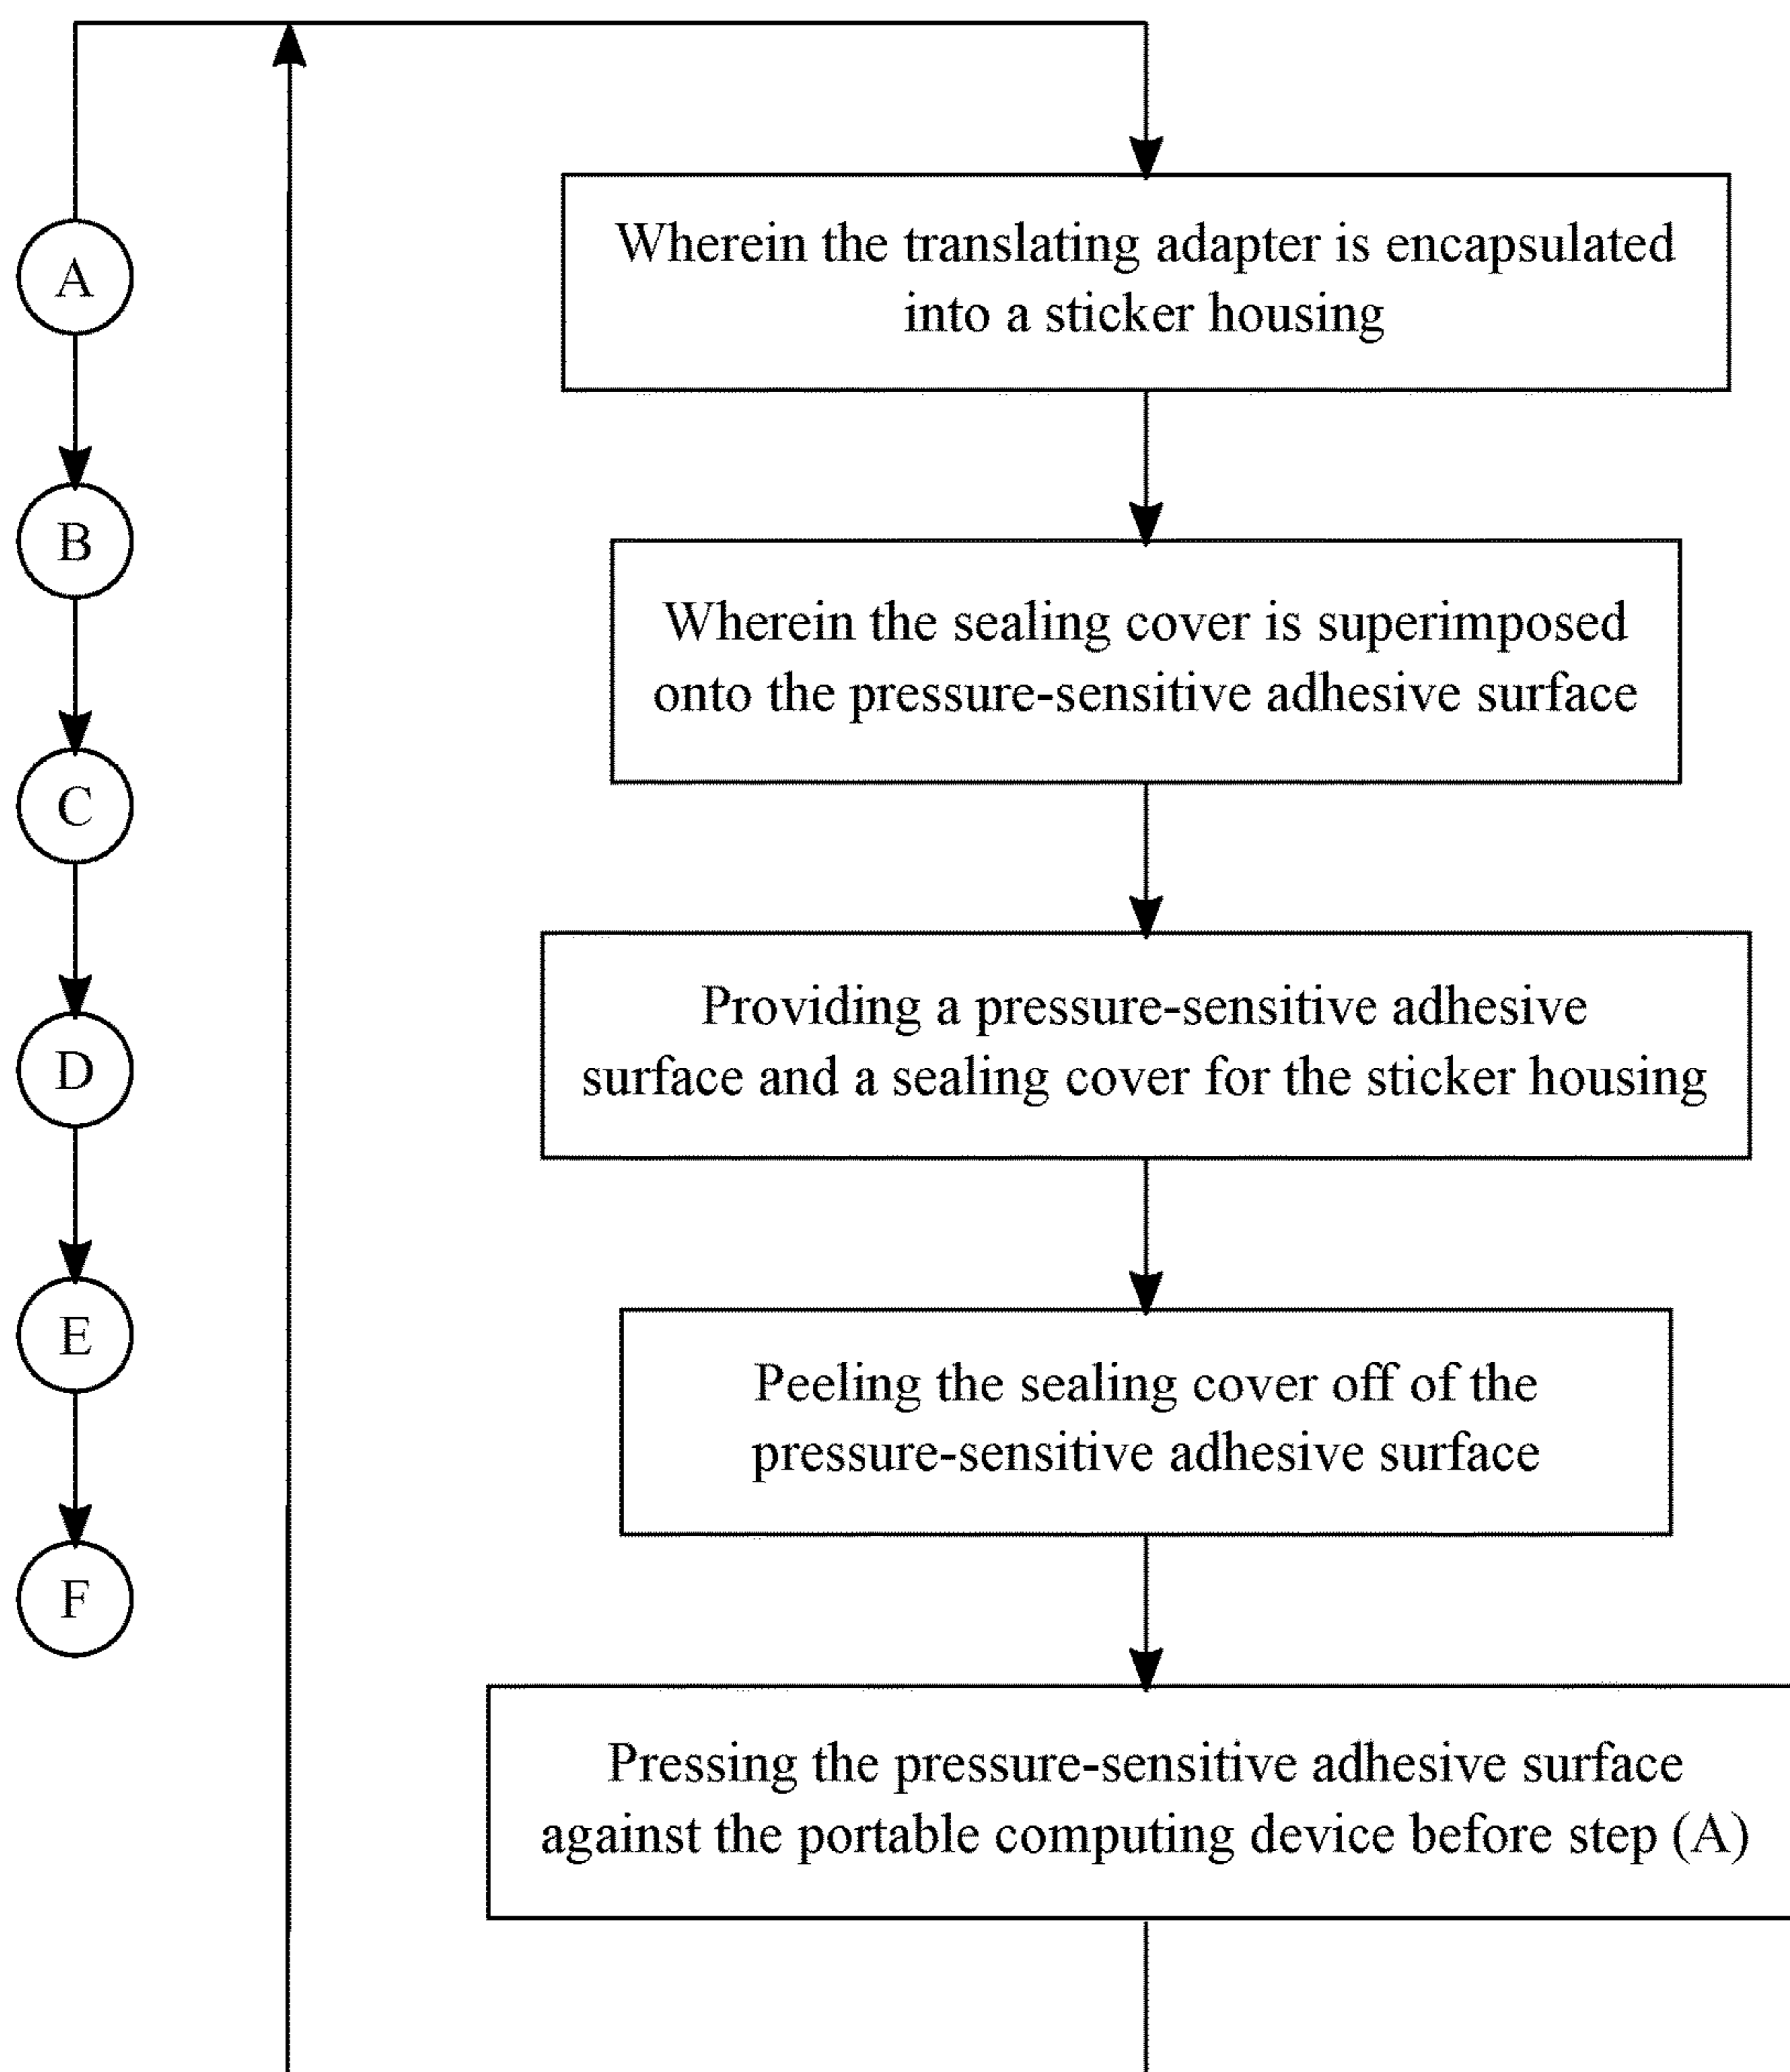 A
B
C
D
E
F
Wherein the translating adapter is encapsulated
into a sticker housing
Wherein the sealing cover is superimposed
onto the pressure-sensitive adhesive surface
Providing a pressure-sensitive adhesive
surface and a sealing cover for the sticker housing
Peeling the sealing cover off of the
pressure-sensitive adhesive surface
Pressing the pressure-sensitive adhesive surface
against the portable computing device before step (A)